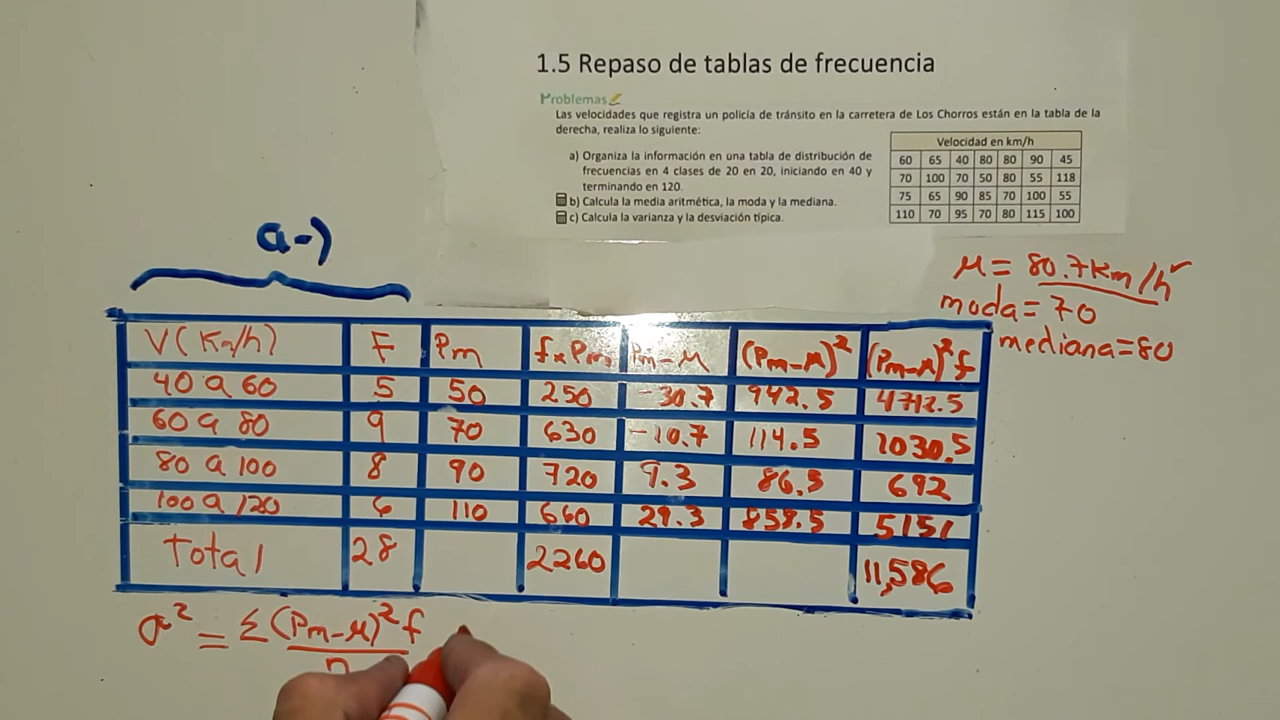 1.5 Repaso de tablas de frecuencia
Problemas
Las velocidades que registra un policía de tránsito en la carretera de Los Chorros están en la tabla de la
derecha, realiza lo siguiente:
a) Organiza la información en una tabla de distribución de
frecuencias en 4 clases de 20 en 20, iniciando en 40 y
terminando en 120.
b) Calcula la media aritmética, la moda y la mediana.
c) Calcula la varianza y la desviación típica.
Velocidad en km/h
60 65 40 80 80 90 45
70 100 70 50 80 55 118
75 65 90 85 70 100 55
110 70 95 70 80 115 100
a-)
μ = 80.7 Km/h
moda = 70
mediana = 80
V(Km/h) F Pm f x Pm Pm-μ (Pm-μ)² (Pm-μ)² f
40 a 60 5 50 250 -30.7 942.5 4712.5
60 a 80 9 70 630 -10.7 114.5 1030.5
80 a 100 8 90 720 9.3 86.5 692
100 a 120 6 110 660 29.3 858.5 5151
Total 28 2260 11,586
σ² = Σ (Pm-μ)² f
n